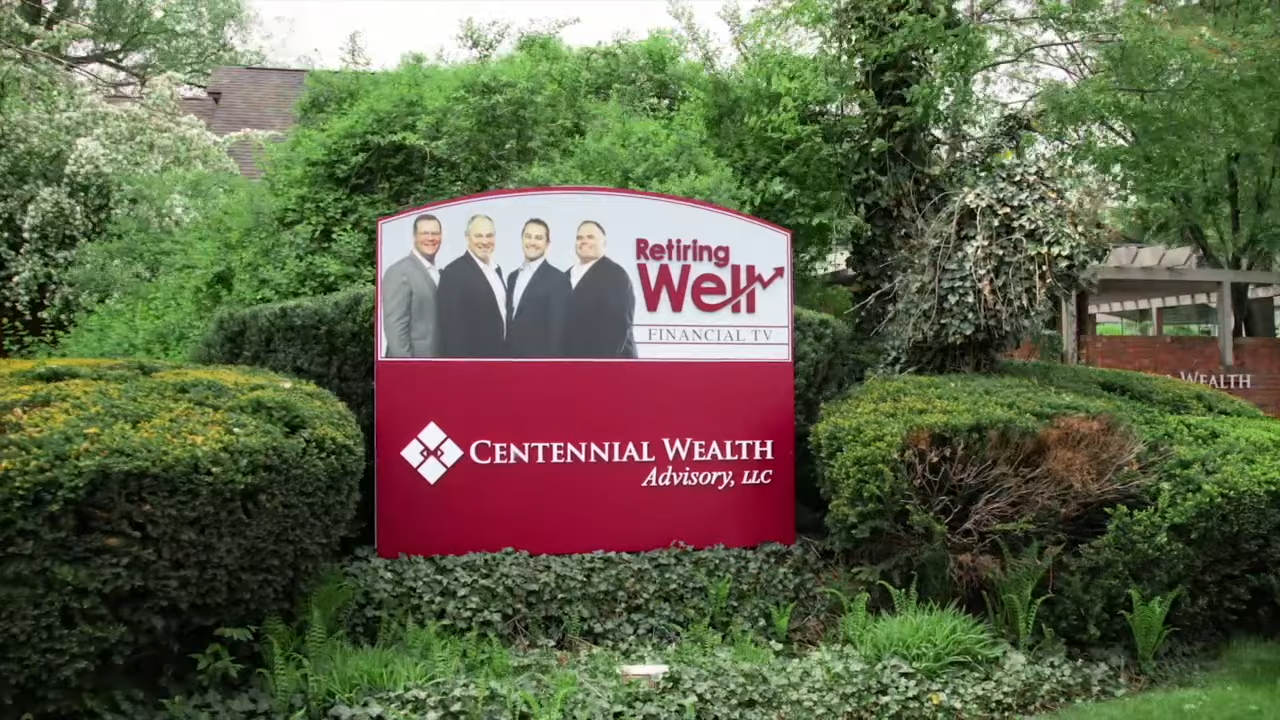 Retiring
Well
FINANCIAL TV
CENTENNIAL WEALTH
Advisory, LLC
WEALTH